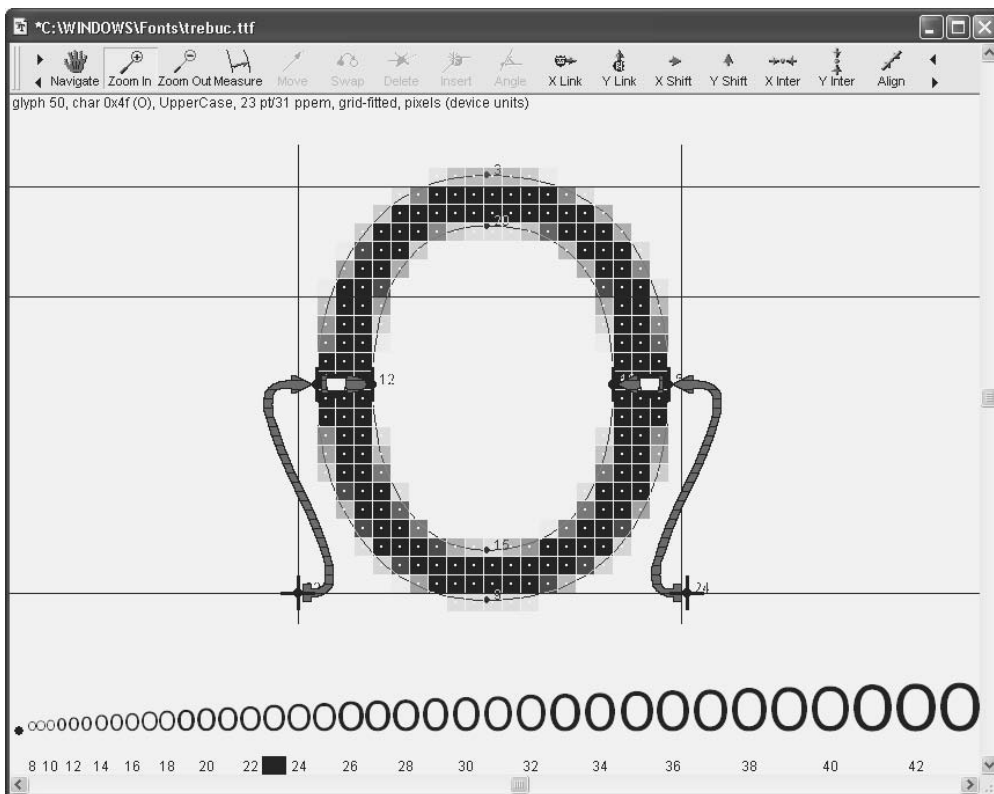 *C:\WINDOWS\Fonts\trebuc.ttf
Navigate Zoom In Zoom Out Measure Move Swap Delete Insert Angle X Link Y Link X Shift Y Shift X Inter Y Inter Align
glyph 50, char 0x4f (O), UpperCase, 23 pt/31 ppem, grid-fitted, pixels (device units)
3
20
12
15
9
24
8 10 12 14 16 18 20 22 24 26 28 30 32 34 36 38 40 42